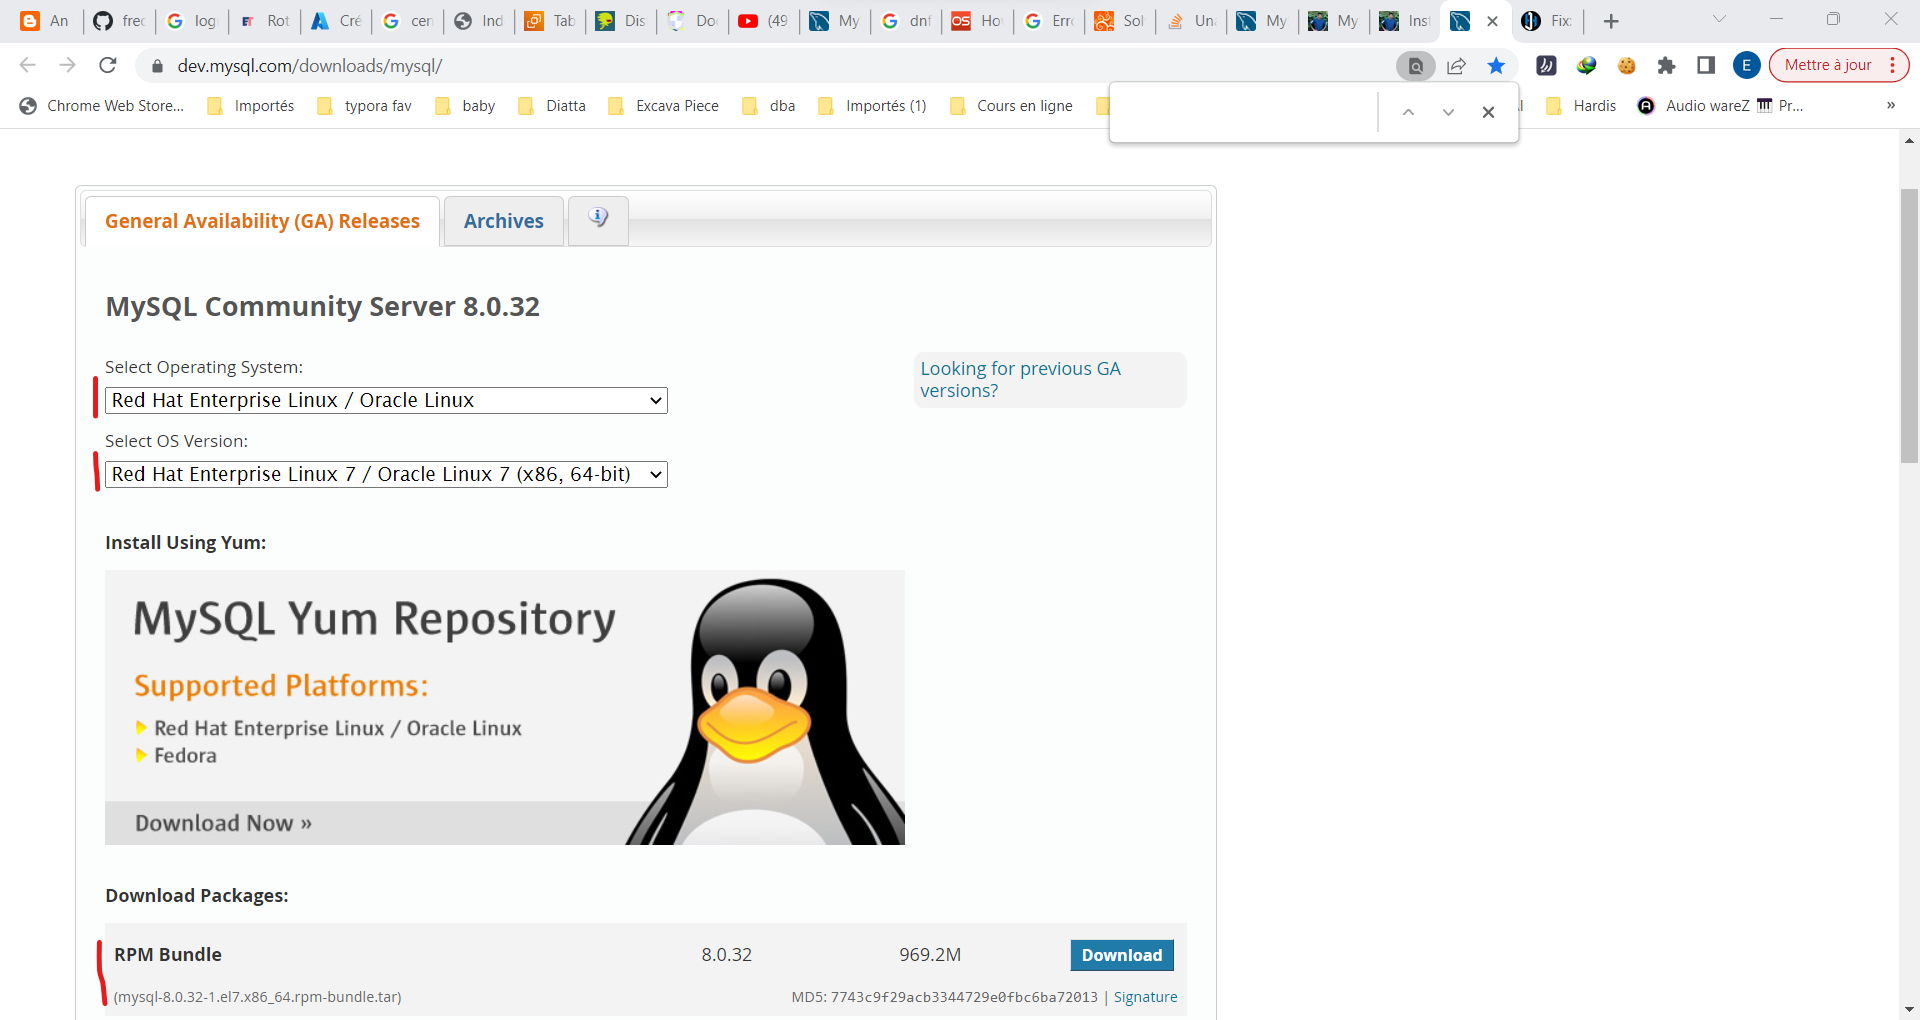 An
frec
log
Rot
Cré
cen
Ind
Tab
Dis
Do
(49
My
dnf
Ho
Erro
Sol
Un
My
My
Inst
Fix:
dev.mysql.com/downloads/mysql/
E
Mettre à jour
Chrome Web Store...
Importés
typora fav
baby
Diatta
Excava Piece
dba
Importés (1)
Cours en ligne
Hardis
Audio wareZ
Pr...
»
General Availability (GA) Releases
Archives
MySQL Community Server 8.0.32
Select Operating System:
Looking for previous GA versions?
Red Hat Enterprise Linux / Oracle Linux
Select OS Version:
Red Hat Enterprise Linux 7 / Oracle Linux 7 (x86, 64-bit)
Install Using Yum:
MySQL Yum Repository
Supported Platforms:
Red Hat Enterprise Linux / Oracle Linux
Fedora
Download Now »
Download Packages:
RPM Bundle 8.0.32 969.2M Download
(mysql-8.0.32-1.el7.x86_64.rpm-bundle.tar) MD5: 7743c9f29acb3344729e0fbc6ba72013 | Signature